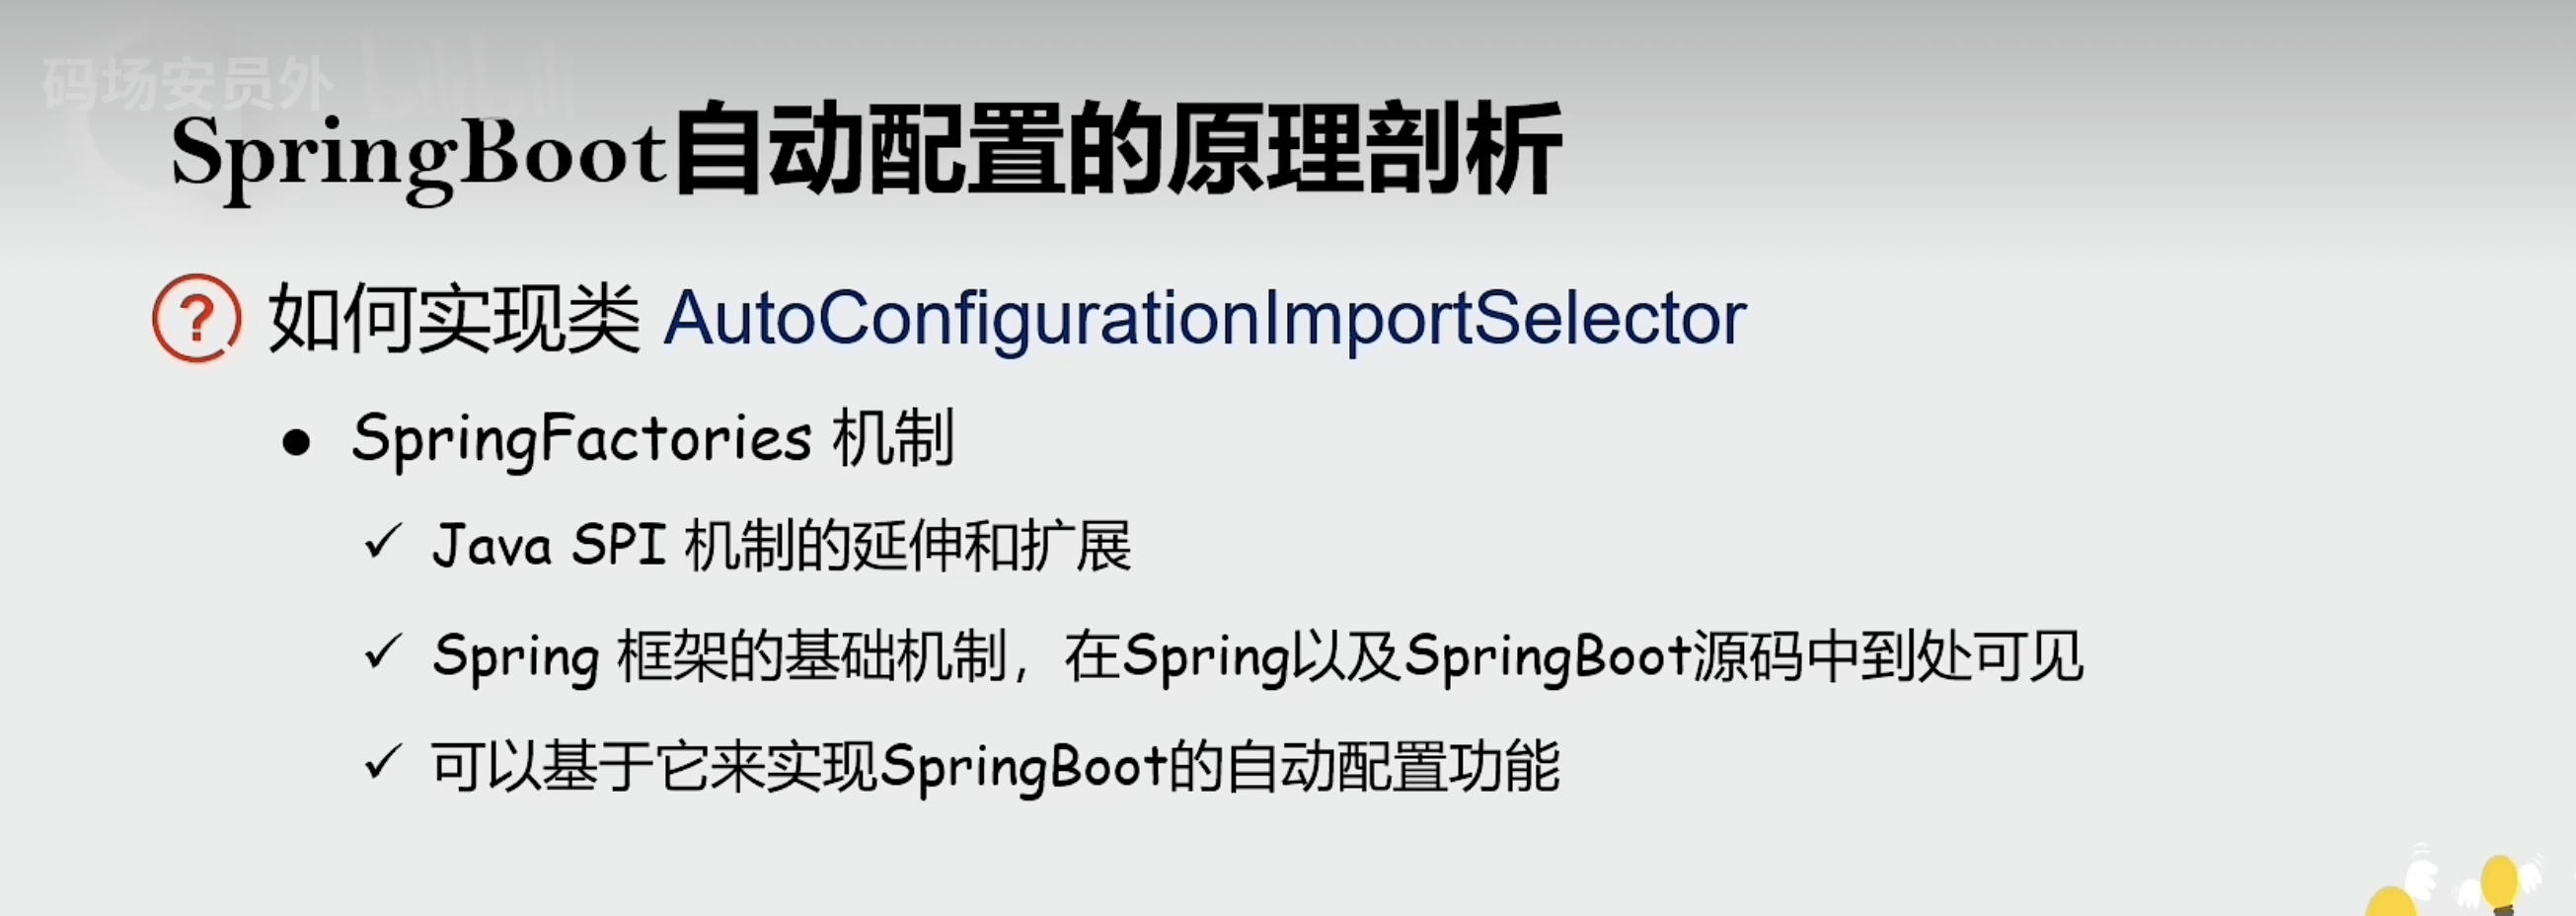 码场安员外
SpringBoot自动配置的原理剖析
? 如何实现类 AutoConfigurationImportSelector
• SpringFactories 机制
✓ Java SPI 机制的延伸和扩展
✓ Spring 框架的基础机制，在Spring以及SpringBoot源码中到处可见
✓ 可以基于它来实现SpringBoot的自动配置功能